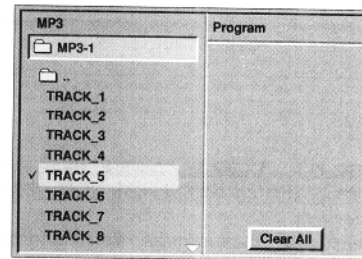 MP3
MP3-1
..
TRACK_1
TRACK_2
TRACK_3
TRACK_4
✓ TRACK_5
TRACK_6
TRACK_7
TRACK_8
Program
Clear All